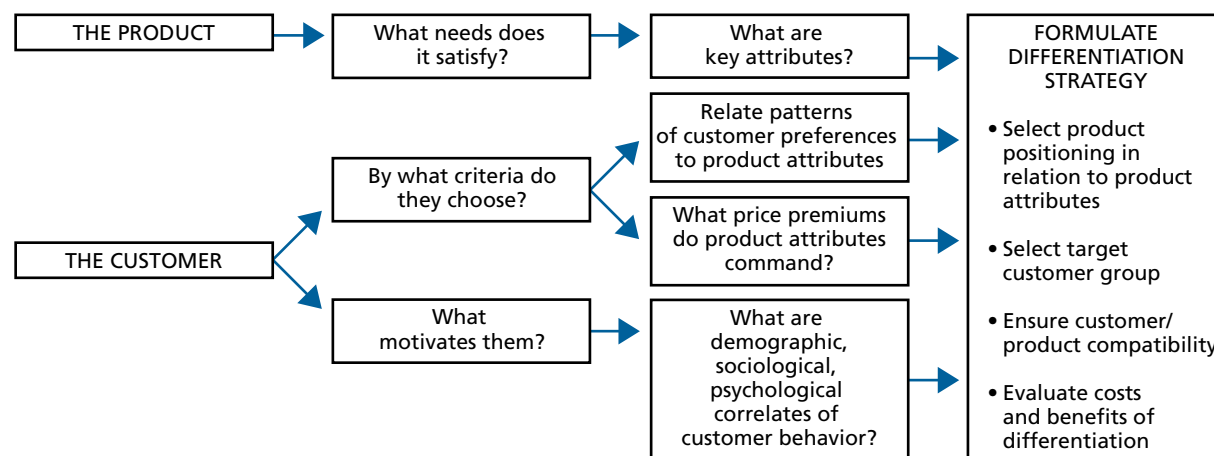 THE PRODUCT
What needs does
it satisfy?
What are
key attributes?
FORMULATE
DIFFERENTIATION
STRATEGY
• Select product
positioning in
relation to product
attributes
• Select target
customer group
• Ensure customer/
product compatibility
• Evaluate costs
and benefits of
differentiation
THE CUSTOMER
By what criteria do
they choose?
Relate patterns
of customer preferences
to product attributes
What price premiums
do product attributes
command?
What
motivates them?
What are
demographic,
sociological,
psychological
correlates of
customer behavior?